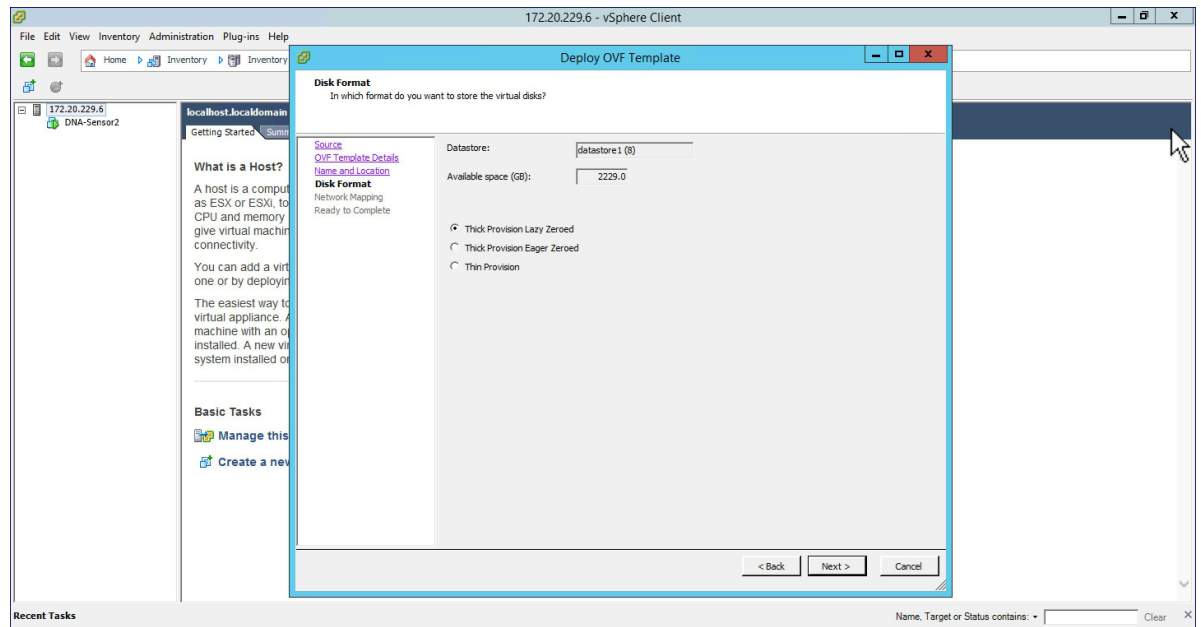 172.20.229.6 - vSphere Client
File Edit View Inventory Administration Plug-ins Help
Home Inventory Inventory
172.20.229.6
DNA-Sensor2
localhost.localdomain
Getting Started Summ
What is a Host?
A host is a comput
as ESX or ESXi, to
CPU and memory
give virtual machin
connectivity.
You can add a virt
one or by deployin
The easiest way to
virtual appliance. A
machine with an op
installed. A new vir
system installed or
Basic Tasks
Manage this
Create a new
Deploy OVF Template
Disk Format
In which format do you want to store the virtual disks?
Source
OVF Template Details
Name and Location
Disk Format
Network Mapping
Ready to Complete
Datastore: datastore1 (8)
Available space (GB): 2229.0
Thick Provision Lazy Zeroed
Thick Provision Eager Zeroed
Thin Provision
< Back Next > Cancel
Recent Tasks Name, Target or Status contains: Clear